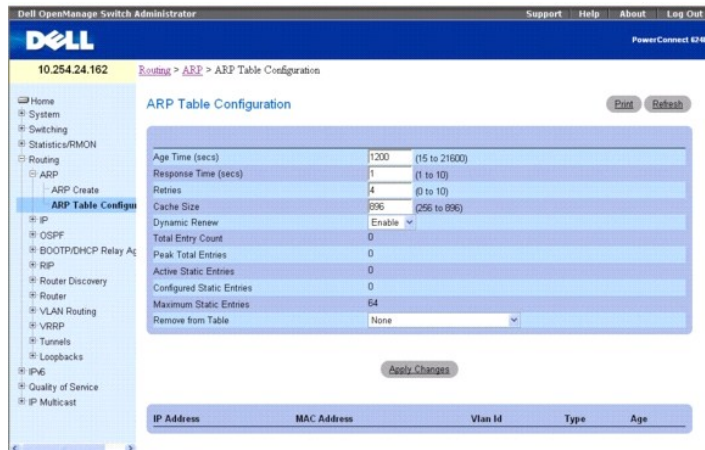 Dell OpenManage Switch Administrator
Support Help About Log Out
DELL
PowerConnect
10.254.24.162
Routing > ARP > ARP Table Configuration
Home
System
Switching
Statistics/RMON
Routing
ARP
ARP Create
ARP Table Configu
IP
OSPF
BOOTP/DHCP Relay Ag
RIP
Router Discovery
Router
VLAN Routing
VRRP
Tunnels
Loopbacks
IPv6
Quality of Service
IP Multicast
ARP Table Configuration
Print Refresh
Age Time (secs) 1200 (15 to 21600)
Response Time (secs) 1 (1 to 10)
Retries 4 (0 to 10)
Cache Size 896 (256 to 896)
Dynamic Renew Enable
Total Entry Count 0
Peak Total Entries 0
Active Static Entries 0
Configured Static Entries 0
Maximum Static Entries 64
Remove from Table None
Apply Changes
IP Address MAC Address Vlan Id Type Age